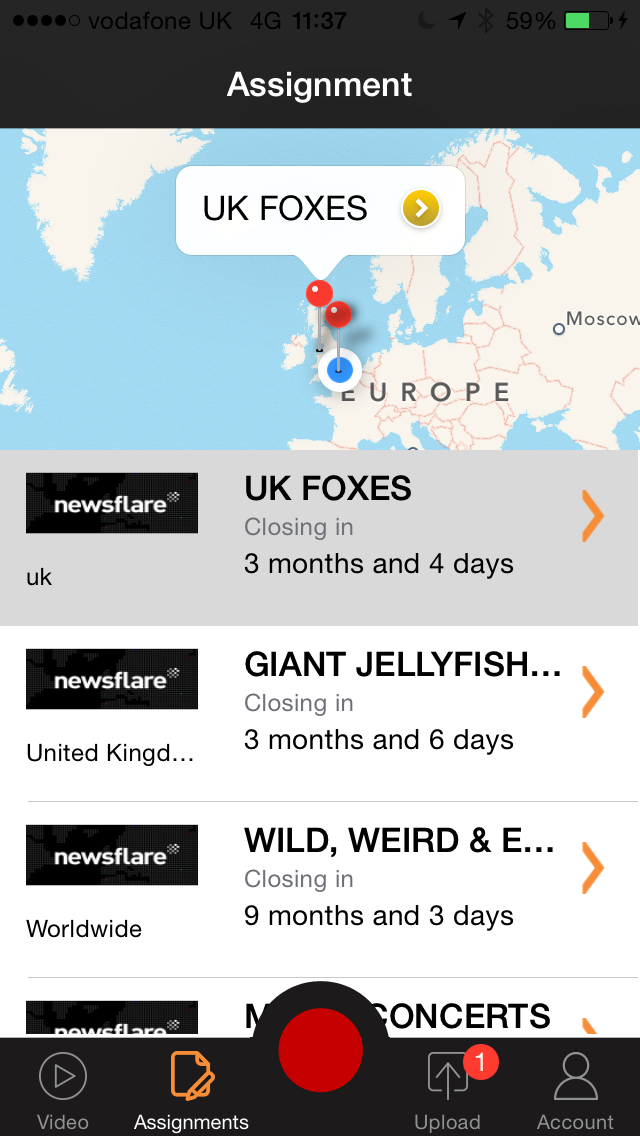 vodafone UK 4G 11:37 59%
Assignment
UK FOXES
Moscow
EUROPE
newsflare
UK FOXES
Closing in
3 months and 4 days
uk
newsflare
GIANT JELLYFISH...
Closing in
3 months and 6 days
United Kingd...
newsflare
WILD, WEIRD & E...
Closing in
9 months and 3 days
Worldwide
newsflare
CONCERTS
1
Video Assignments Upload Account